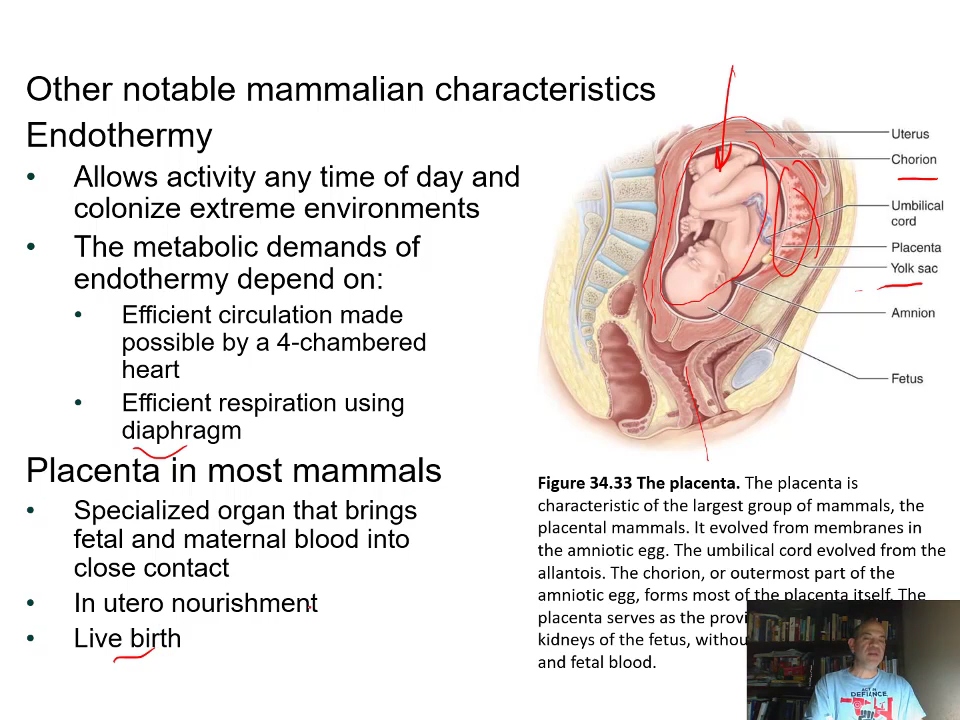 Other notable mammalian characteristics
Endothermy
• Allows activity any time of day and
colonize extreme environments
• The metabolic demands of
endothermy depend on:
• Efficient circulation made
possible by a 4-chambered
heart
• Efficient respiration using
diaphragm
Placenta in most mammals
• Specialized organ that brings
fetal and maternal blood into
close contact
• In utero nourishment
• Live birth
Uterus
Chorion
Umbilical
cord
Placenta
Yolk sac
Amnion
Fetus
Figure 34.33 The placenta. The placenta is
characteristic of the largest group of mammals, the
placental mammals. It evolved from membranes in
the amniotic egg. The umbilical cord evolved from the
allantois. The chorion, or outermost part of the
amniotic egg, forms most of the placenta itself. The
placenta serves as the
kidneys of the fetus,
and fetal blood.
DEFIANCE